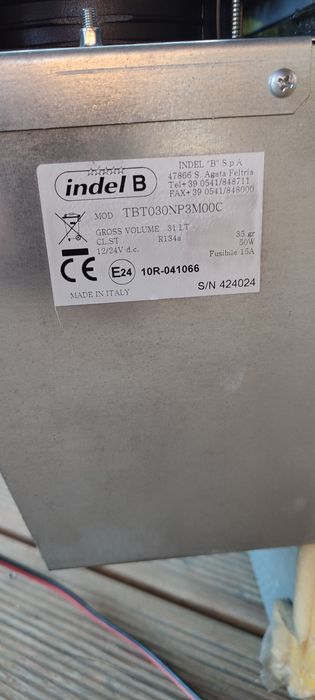 indel B
INDEL "B" S.p.A
47866 S. Agata Feltria
Tel+39 0541/848711
FAX+39 0541/848000
MOD TBT030NP3M00C
GROSS VOLUME 31 LT
CL.ST R134a 35 gr
12/24V d.c. 50W
Fusibile 15A
CE E24 10R-041066
MADE IN ITALY
S/N 424024